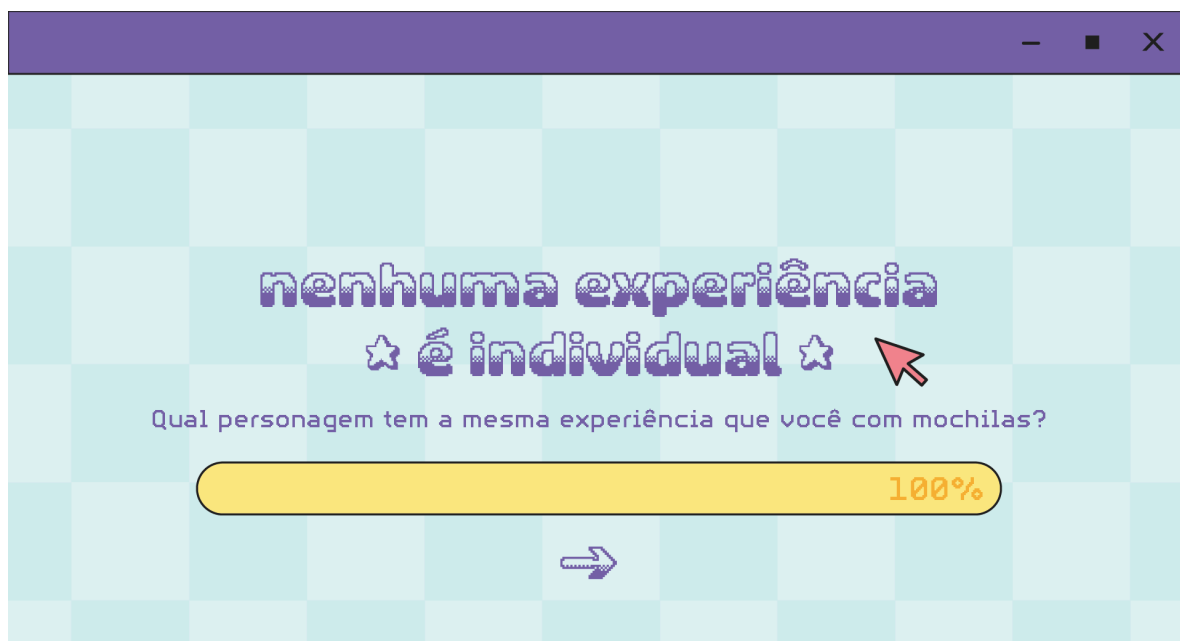 nenhuma experiência
é individual
Qual personagem tem a mesma experiência que você com mochilas?
100%